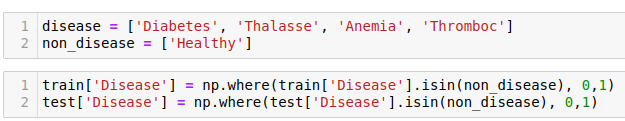 1 disease = ['Diabetes', 'Thalasse', 'Anemia', 'Thromboc']
2 non_disease = ['Healthy']
1 train['Disease'] = np.where(train['Disease'].isin(non_disease), 0,1)
2 test['Disease'] = np.where(test['Disease'].isin(non_disease), 0,1)